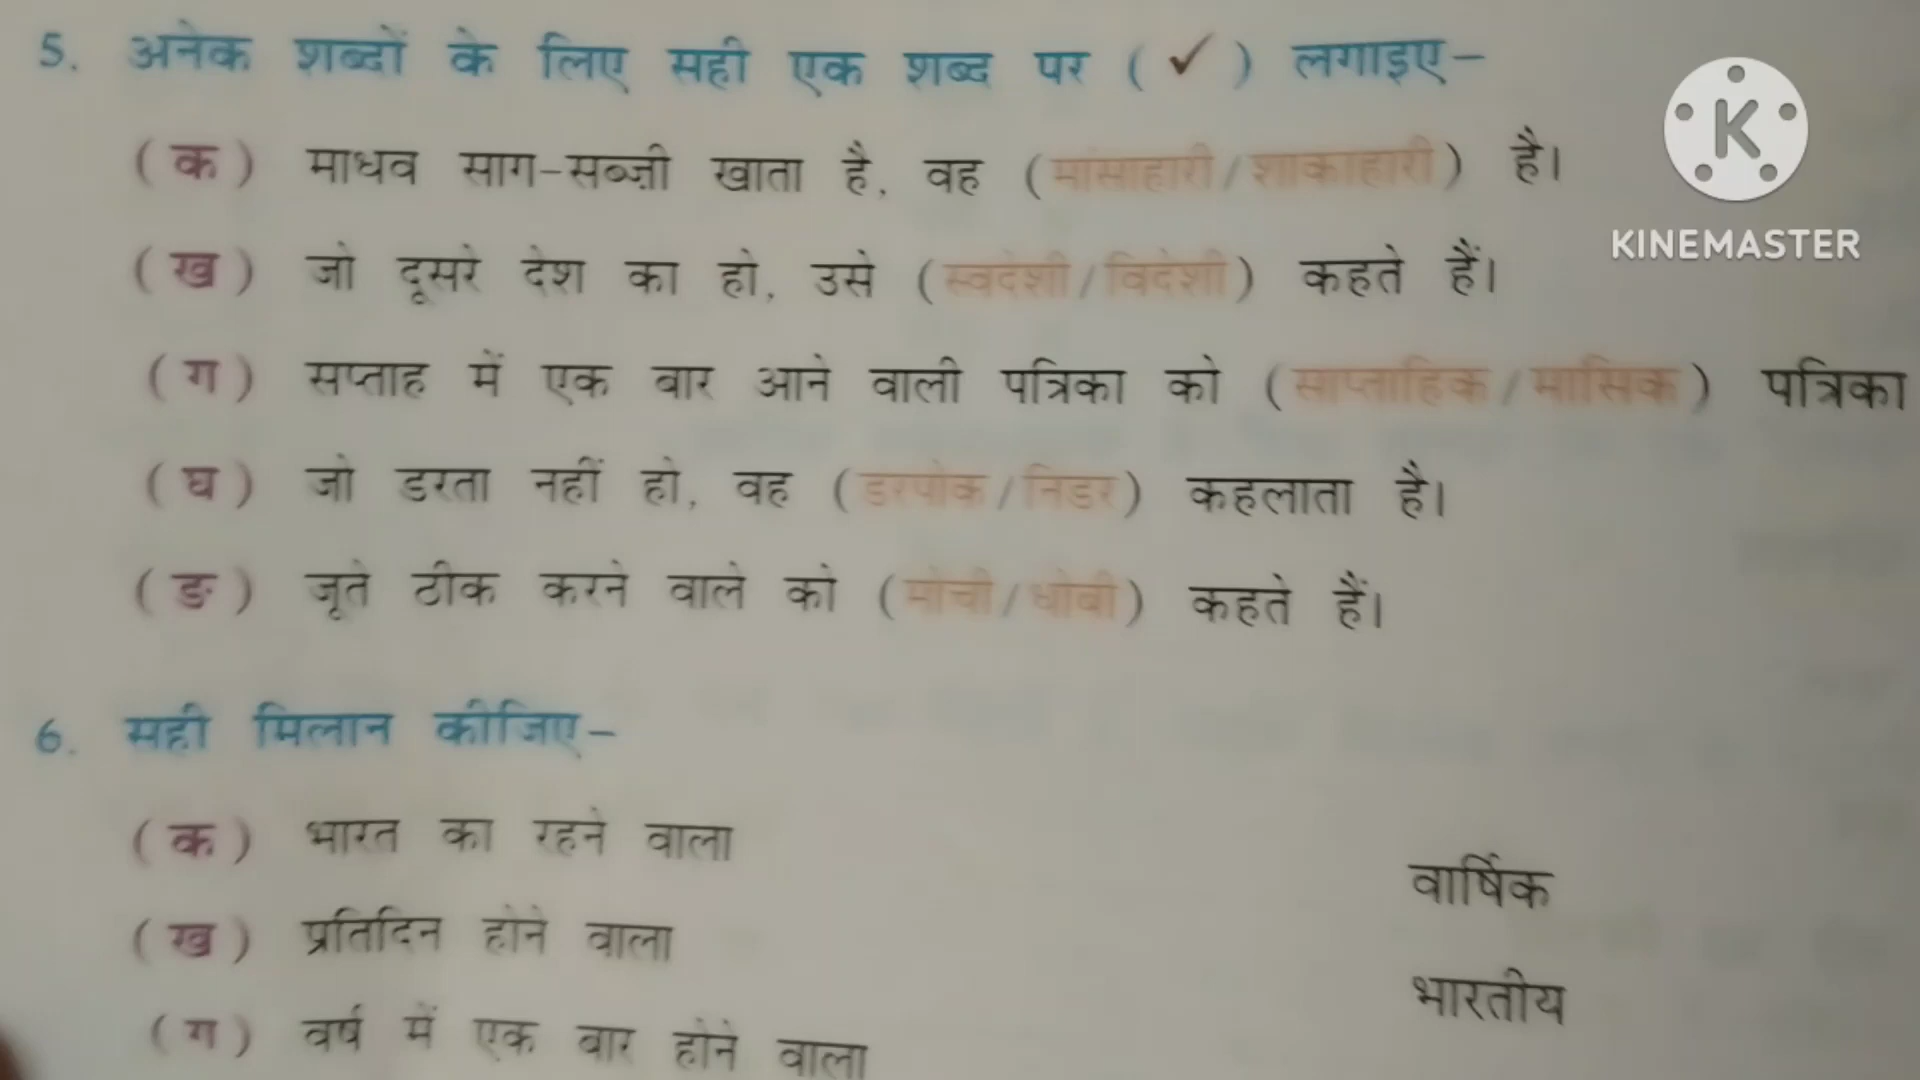 5. अनेक शब्दों के लिए सही एक शब्द पर ( ✓ ) लगाइए-
(क) माधव साग-सब्ज़ी खाता है, वह (मांसाहारी/शाकाहारी) है।
K
KINEMASTER
(ख) जो दूसरे देश का हो, उसे (स्वदेशी/विदेशी) कहते हैं।
(ग) सप्ताह में एक बार आने वाली पत्रिका को (साप्ताहिक/मासिक) पत्रिका
(घ) जो डरता नहीं हो, वह (डरपोक/निडर) कहलाता है।
(ङ) जूते ठीक करने वाले को (मोची/धोबी) कहते हैं।
6. सही मिलान कीजिए-
(क) भारत का रहने वाला
वार्षिक
(ख) प्रतिदिन होने वाला
भारतीय
(ग) वर्ष में एक बार होने वाला